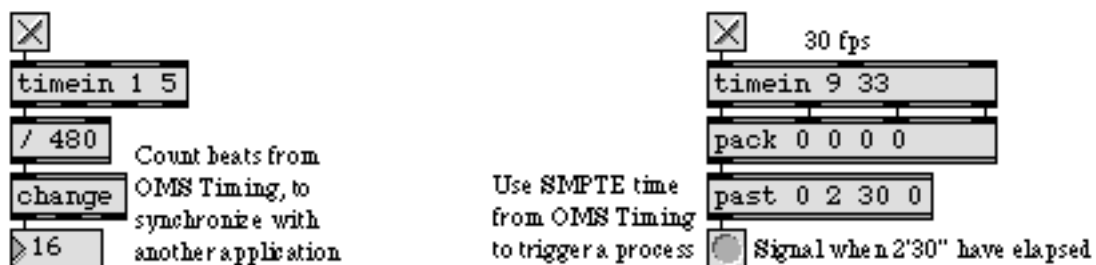 timein 1 5
/ 480
change
16
Count beats from
OMS Timing, to
synchronize with
another application
30 fps
timein 9 33
pack 0 0 0 0
past 0 2 30 0
Use SMPTE time
from OMS Timing
to trigger a process
Signal when 2'30" have elapsed